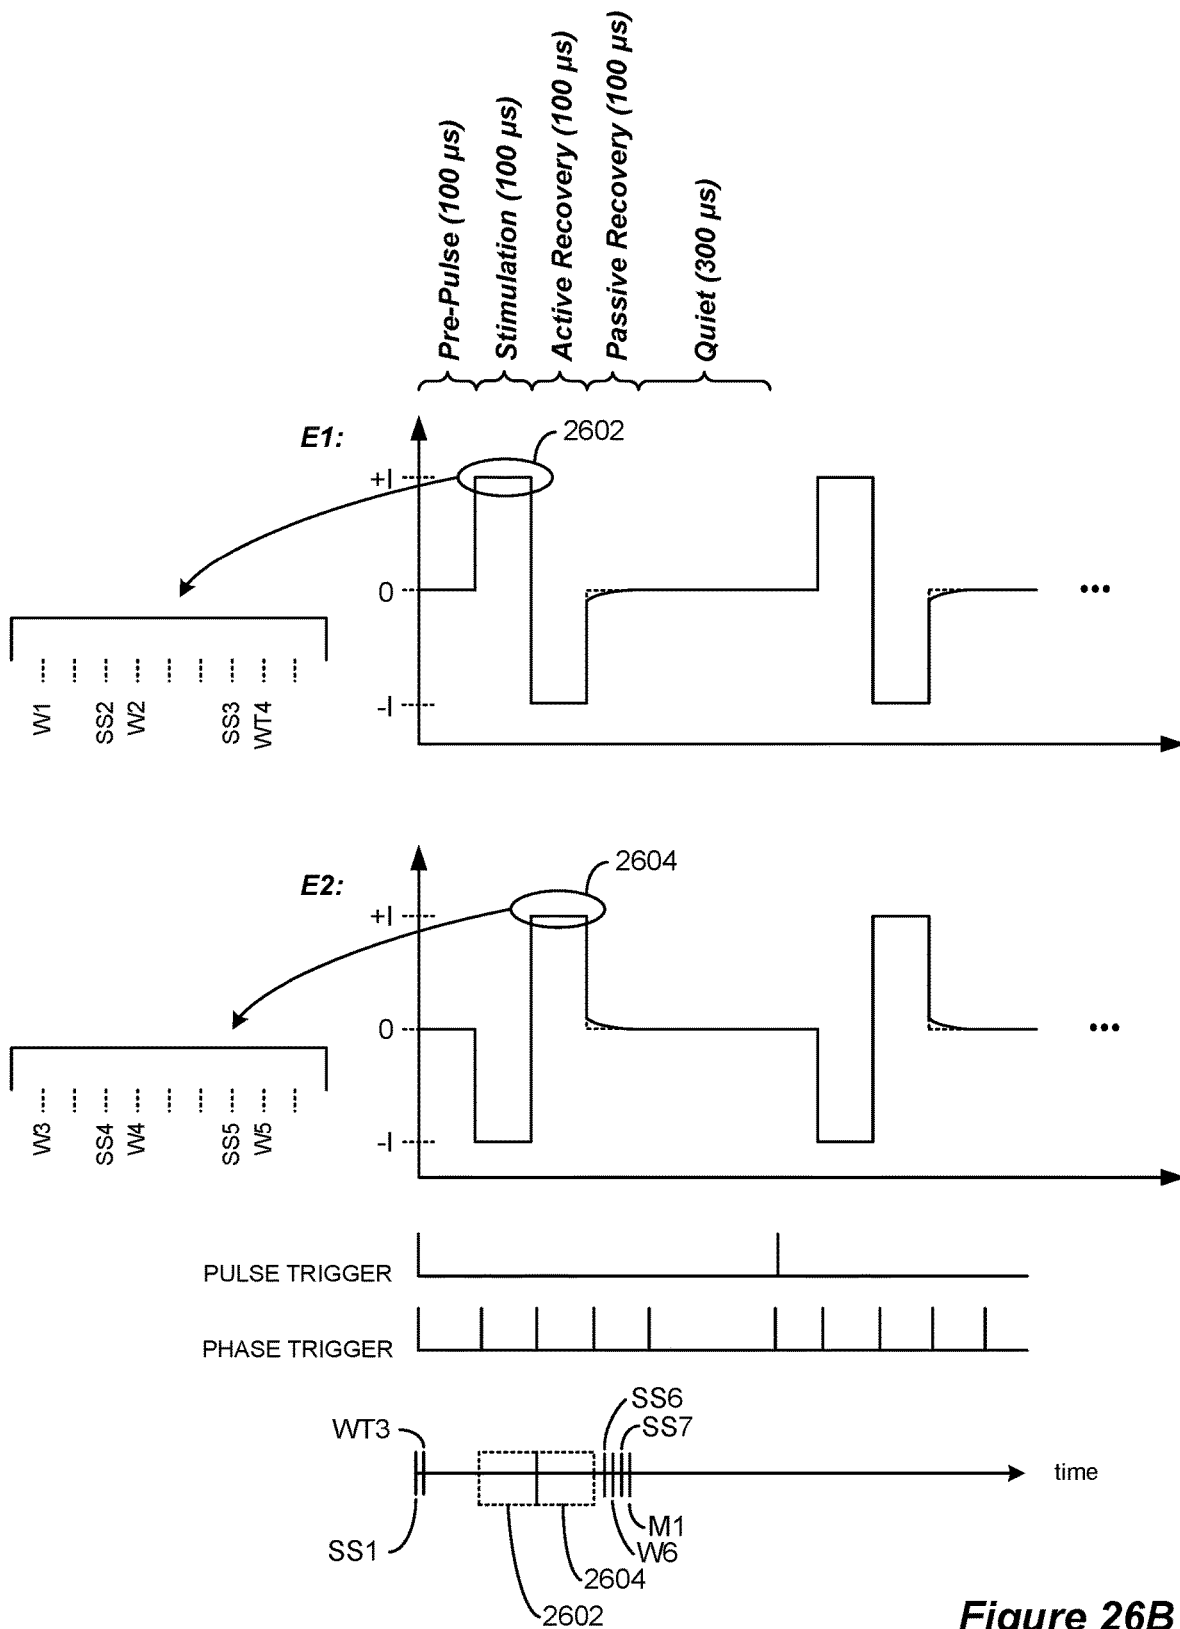 Pre-Pulse (100 µs)
Stimulation (100 µs)
Active Recovery (100 µs)
Passive Recovery (100 µs)
Quiet (300 µs)
E1:
2602
+I
0
-I
...
W1
SS2
W2
SS3
WT4
E2:
2604
+I
0
-I
...
W3
SS4
W4
SS5
W5
PULSE TRIGGER
PHASE TRIGGER
SS6
WT3
SS7
time
M1
SS1
W6
2604
2602
Figure 26B